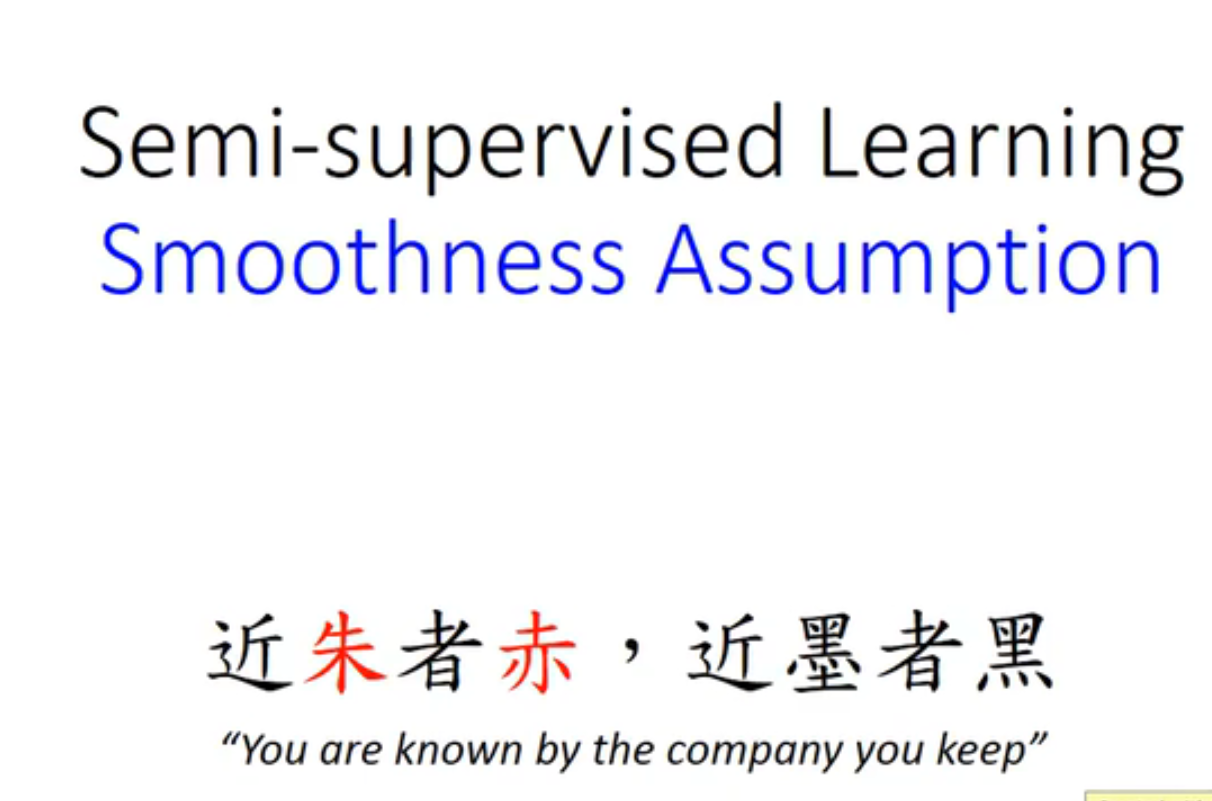 Semi-supervised Learning
Smoothness Assumption
近朱者赤，近墨者黑
“You are known by the company you keep”